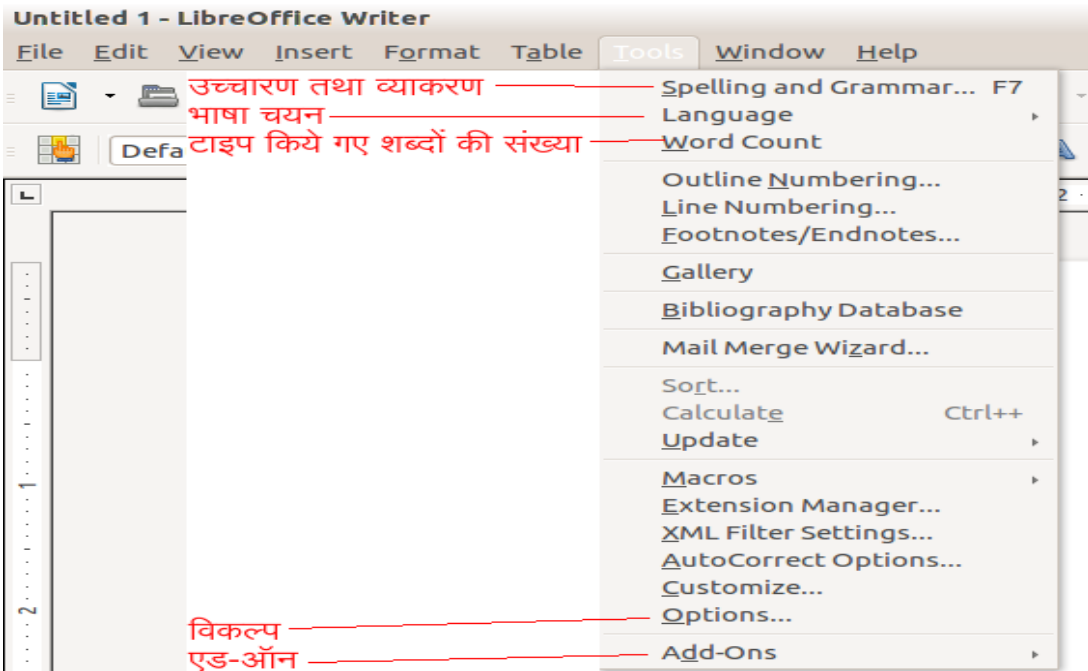 Untitled 1 - LibreOffice Writer
File Edit View Insert Format Table Tools Window Help
उच्चारण तथा व्याकरण Spelling and Grammar... F7
भाषा चयन Language
Defa टाइप किये गए शब्दों की संख्या Word Count
Outline Numbering...
Line Numbering...
Footnotes/Endnotes...
Gallery
Bibliography Database
Mail Merge Wizard...
Sort...
Calculate Ctrl++
Update
Macros
1
Extension Manager...
XML Filter Settings...
AutoCorrect Options...
Customize...
2
विकल्प Options...
एड-ऑन Add-Ons